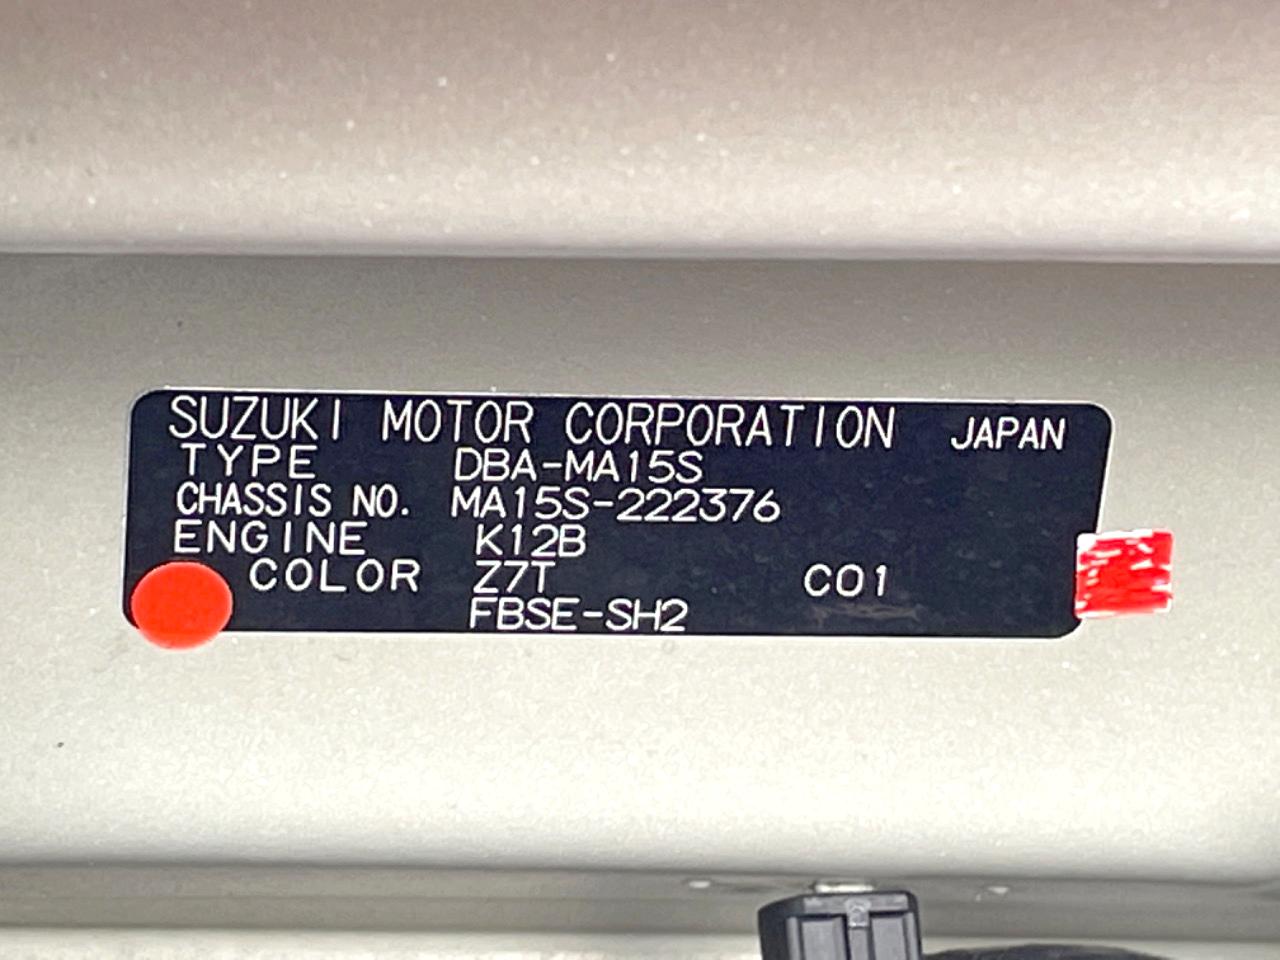 SUZUKI MOTOR CORPORATION JAPAN
TYPE DBA-MA15S
CHASSIS NO. MA15S-222376
ENGINE K12B
COLOR Z7T C01
FBSE-SH2